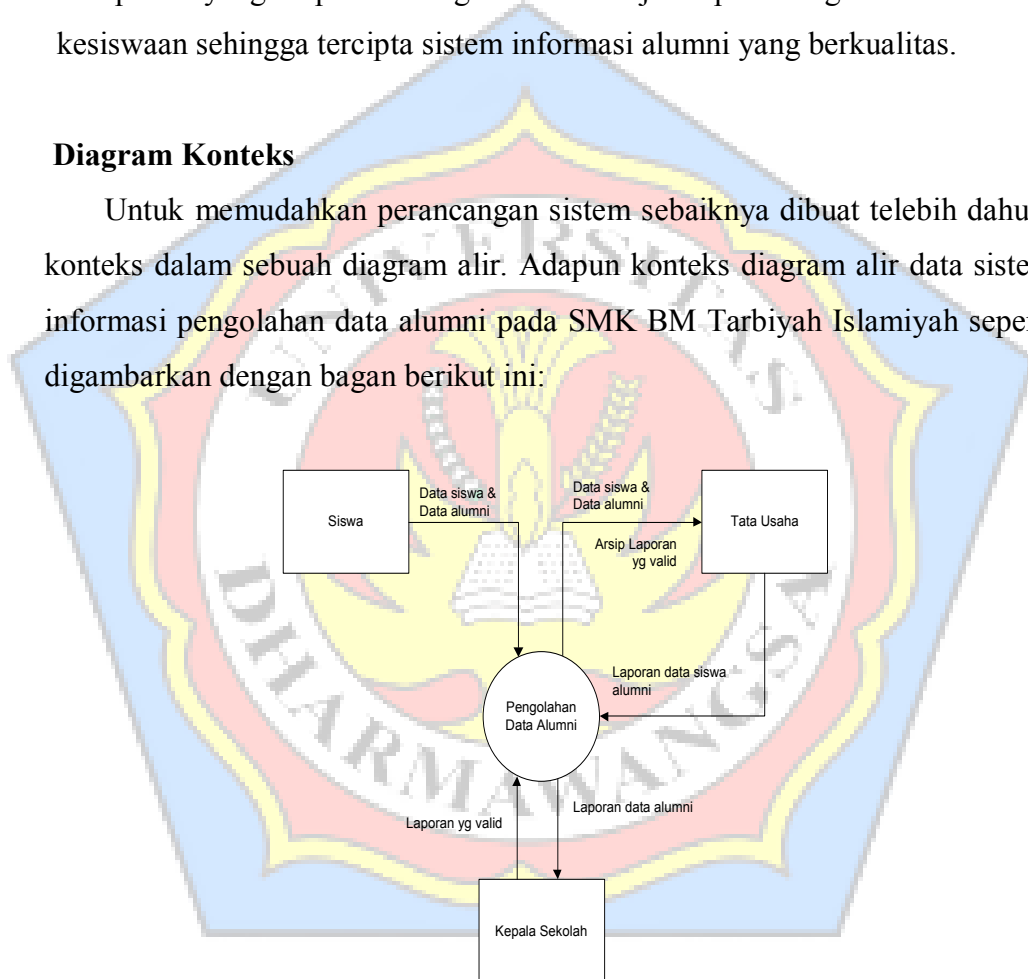 kesiswaan sehingga tercipta sistem informasi alumni yang berkualitas.
Diagram Konteks
Untuk memudahkan perancangan sistem sebaiknya dibuat telebih dahu
konteks dalam sebuah diagram alir. Adapun konteks diagram alir data siste
informasi pengolahan data alumni pada SMK BM Tarbiyah Islamiyah seper
digambarkan dengan bagan berikut ini:
Siswa
Data siswa &
Data alumni
Data siswa &
Data alumni
Arsip Laporan
yg valid
Tata Usaha
Pengolahan
Data Alumni
Laporan data siswa
alumni
Laporan yg valid
Laporan data alumni
Kepala Sekolah
UNIVERSITAS
DHARMAWANGSA